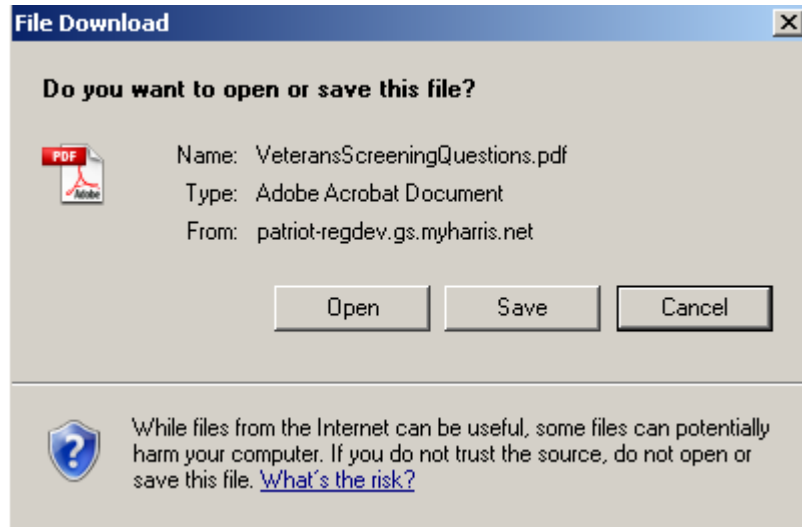 File Download
Do you want to open or save this file?
PDF
Adobe
Name: VeteransScreeningQuestions.pdf
Type: Adobe Acrobat Document
From: patriot-regdev.gs.myharris.net
Open Save Cancel
While files from the Internet can be useful, some files can potentially
harm your computer. If you do not trust the source, do not open or
save this file. What's the risk?